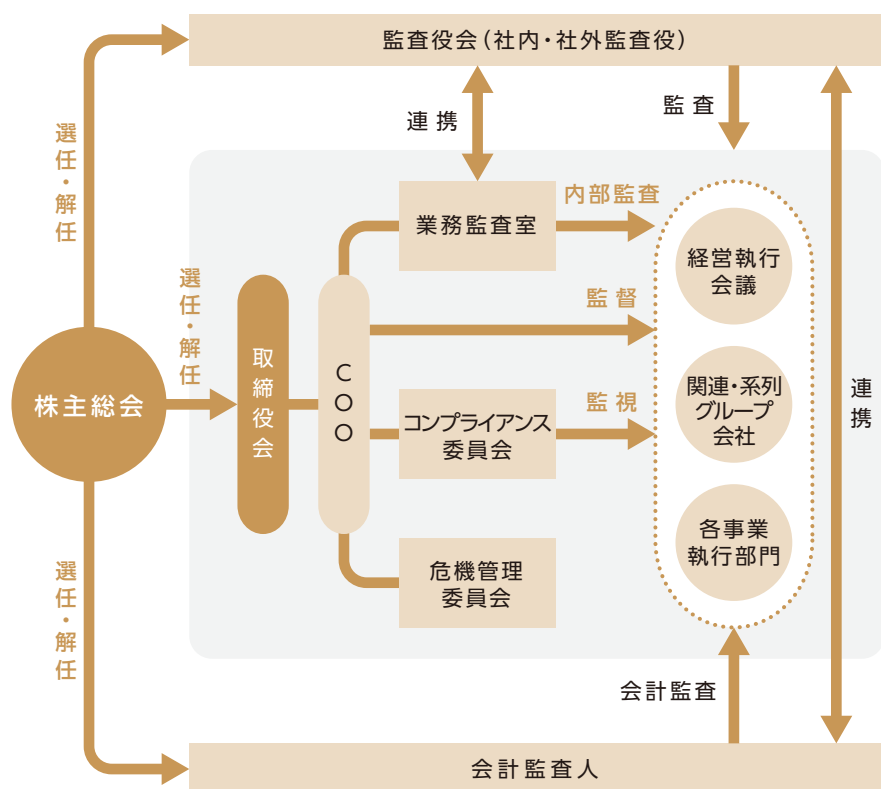 監査役会（社内・社外監査役）
連携
監査
選任・解任
業務監査室
内部監査
経営執行
会議
選任・解任
監督
取締役会
COO
株主総会
コンプライアンス
委員会
監視
関連・系列
グループ
会社
連携
危機管理
委員会
各事業
執行部門
選任・解任
会計監査
会計監査人